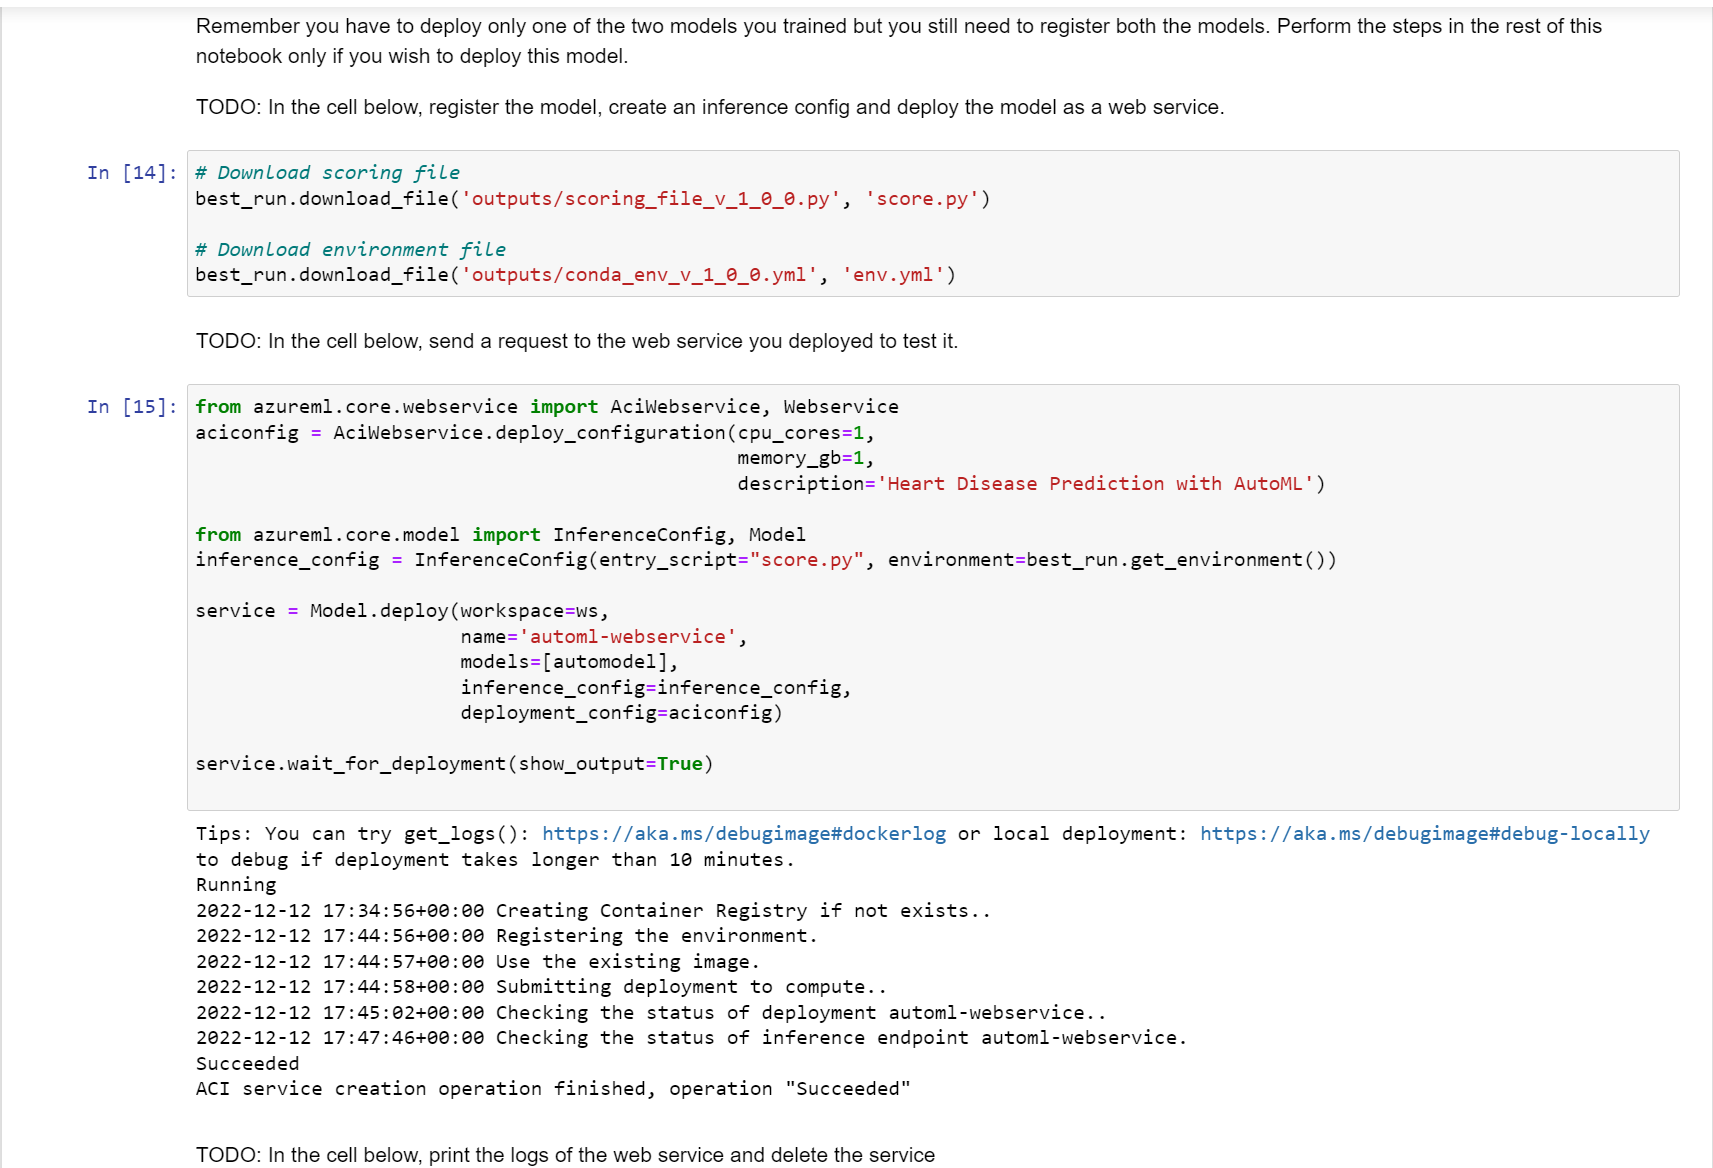 Remember you have to deploy only one of the two models you trained but you still need to register both the models. Perform the steps in the rest of this
notebook only if you wish to deploy this model.
TODO: In the cell below, register the model, create an inference config and deploy the model as a web service.
In [14]:
# Download scoring file
best_run.download_file('outputs/scoring_file_v_1_0_0.py', 'score.py')
# Download environment file
best_run.download_file('outputs/conda_env_v_1_0_0.yml', 'env.yml')
TODO: In the cell below, send a request to the web service you deployed to test it.
In [15]:
from azureml.core.webservice import AciWebservice, Webservice
aciconfig = AciWebservice.deploy_configuration(cpu_cores=1,
memory_gb=1,
description='Heart Disease Prediction with AutoML')
from azureml.core.model import InferenceConfig, Model
inference_config = InferenceConfig(entry_script="score.py", environment=best_run.get_environment())
service = Model.deploy(workspace=ws,
name='automl-webservice',
models=[automodel],
inference_config=inference_config,
deployment_config=aciconfig)
service.wait_for_deployment(show_output=True)
Tips: You can try get_logs(): https://aka.ms/debugimage#dockerlog or local deployment: https://aka.ms/debugimage#debug-locally
to debug if deployment takes longer than 10 minutes.
Running
2022-12-12 17:34:56+00:00 Creating Container Registry if not exists..
2022-12-12 17:44:56+00:00 Registering the environment.
2022-12-12 17:44:57+00:00 Use the existing image.
2022-12-12 17:44:58+00:00 Submitting deployment to compute..
2022-12-12 17:45:02+00:00 Checking the status of deployment automl-webservice..
2022-12-12 17:47:46+00:00 Checking the status of inference endpoint automl-webservice.
Succeeded
ACI service creation operation finished, operation "Succeeded"
TODO: In the cell below, print the logs of the web service and delete the service